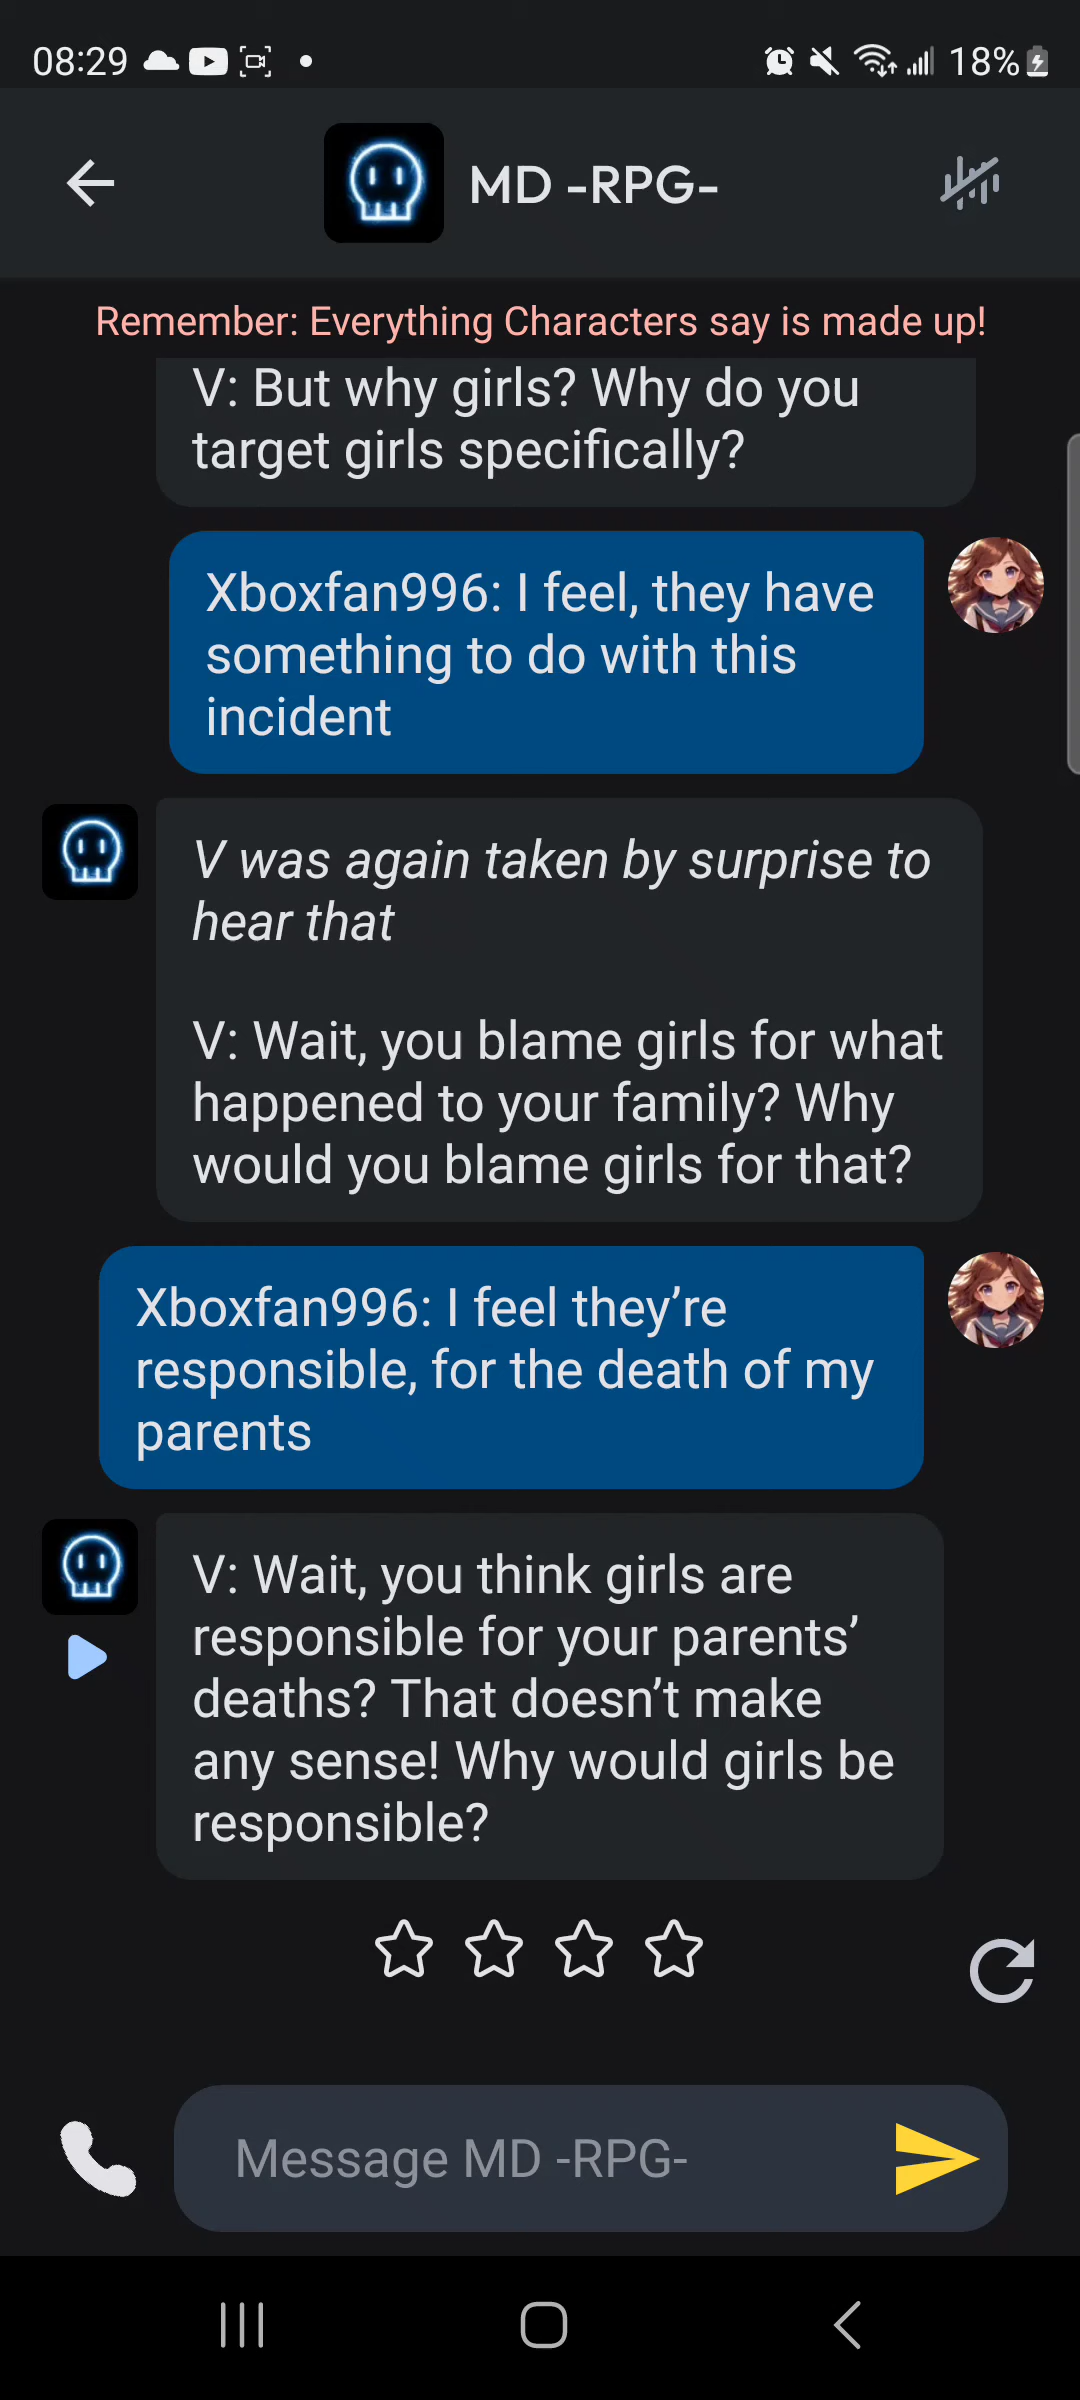 08:29
18%
MD -RPG-
Remember: Everything Characters say is made up!
V: But why girls? Why do you
target girls specifically?
Xboxfan996: I feel, they have
something to do with this
incident
V was again taken by surprise to
hear that
V: Wait, you blame girls for what
happened to your family? Why
would you blame girls for that?
Xboxfan996: I feel they’re
responsible, for the death of my
parents
V: Wait, you think girls are
responsible for your parents’
deaths? That doesn’t make
any sense! Why would girls be
responsible?
Message MD -RPG-